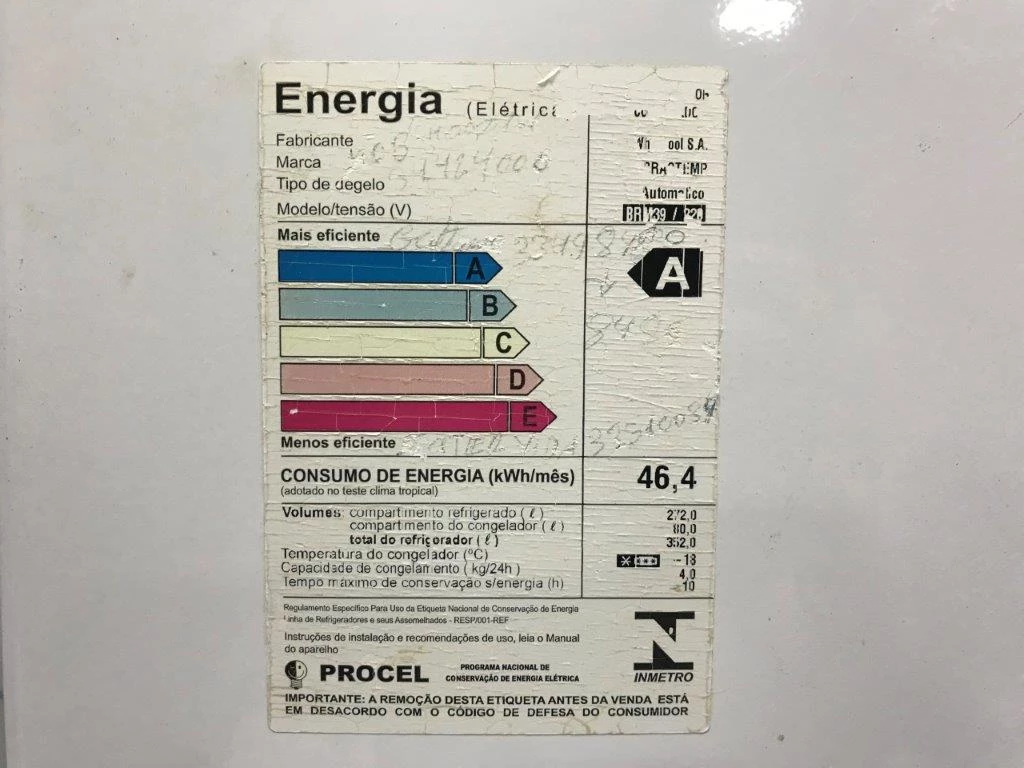 Energia (Elétrica
Fabricante ool S.A.
Marca
Tipo de degelo Automático
Modelo/tensão (V)
Mais eficiente
A A
B
C
D
E
Menos eficiente
CONSUMO DE ENERGIA (kWh/mês) 46,4
(adotado no teste clima tropical)
Volumes: compartimento refrigerado (ℓ) 272,0
compartimento do congelador (ℓ) 80,0
total do refrigerador (ℓ) 352,0
Temperatura do congelador (ºC) -18
Capacidade de congelamento (kg/24h) 4,0
Tempo máximo de conservação s/energia (h) 10
Regulamento Específico Para Uso da Etiqueta Nacional de Conservação de Energia
Linha de Refrigeradores e seus Assemelhados - RESP/001-REF
Instruções de instalação e recomendações de uso, leia o Manual
do aparelho
PROCEL PROGRAMA NACIONAL DE
CONSERVAÇÃO DE ENERGIA ELÉTRICA
INMETRO
IMPORTANTE: A REMOÇÃO DESTA ETIQUETA ANTES DA VENDA ESTÁ
EM DESACORDO COM O CÓDIGO DE DEFESA DO CONSUMIDOR